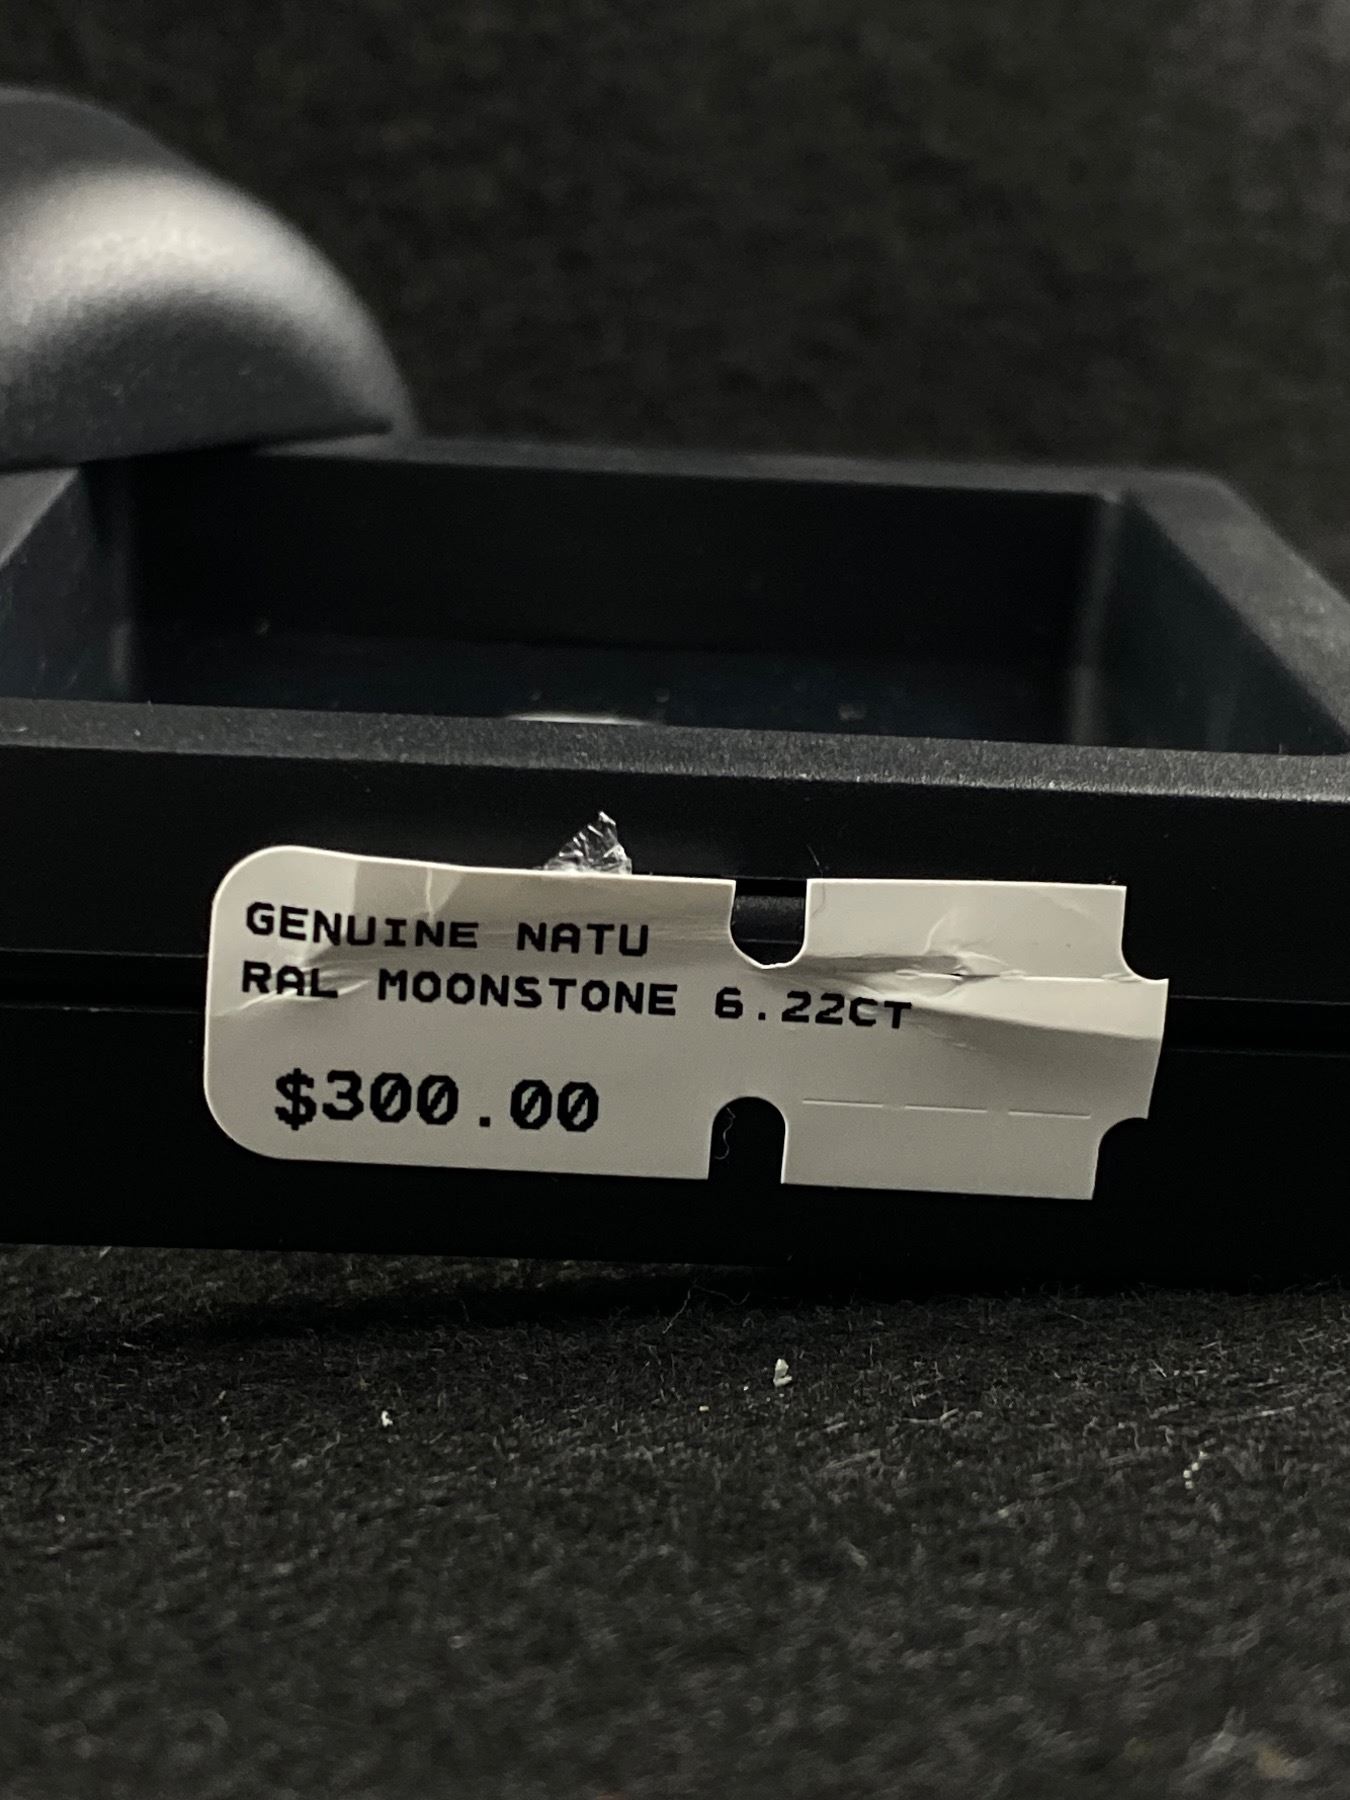 GENUINE NATU
RAL MOONSTONE 6.22CT
$300.00